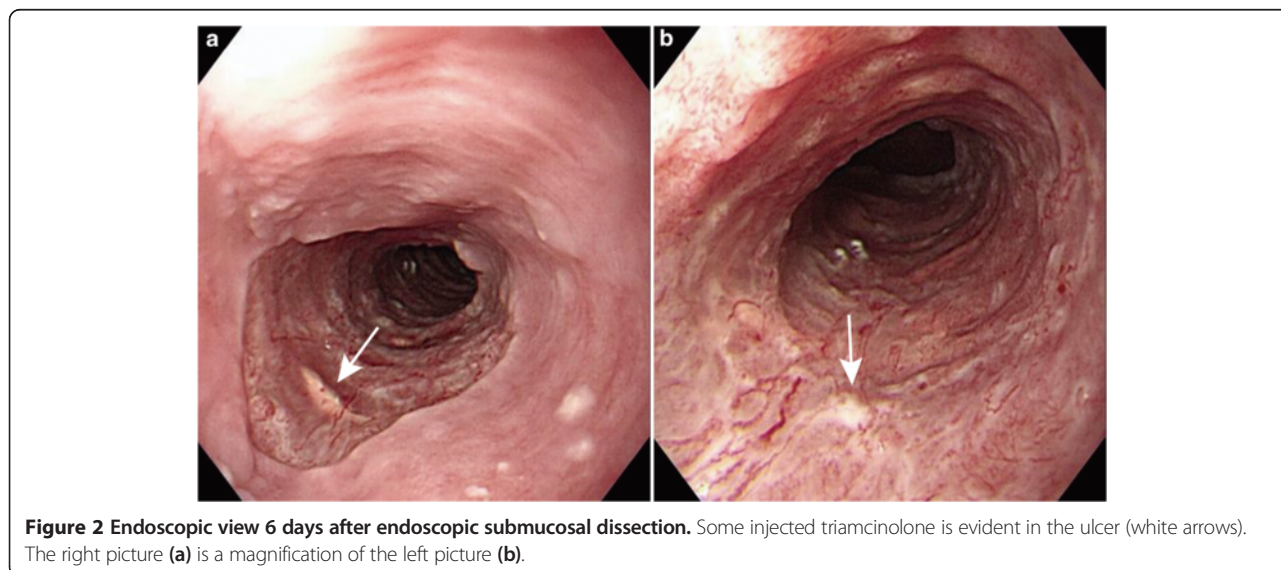 a
b
Figure 2 Endoscopic view 6 days after endoscopic submucosal dissection. Some injected triamcinolone is evident in the ulcer (white arrows).
The right picture (a) is a magnification of the left picture (b).